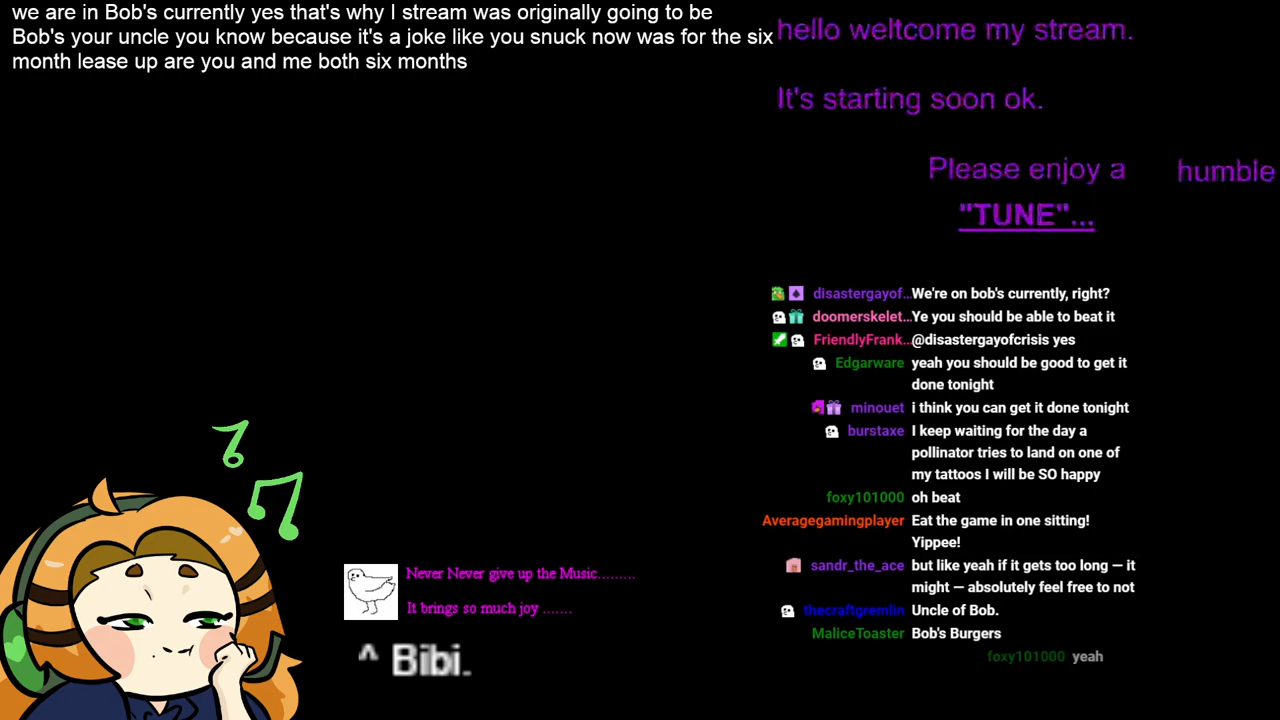 we are in Bob's currently yes that's why I stream was originally going to be
Bob's your uncle you know because it's a joke like you snuck now was for the six
month lease up are you and me both six months
hello weltcome my stream.
It's starting soon ok.
Please enjoy a humble
"TUNE"...
disastergayof... We're on bob's currently, right?
doomerskelet... Ye you should be able to beat it
FriendlyFrank... @disastergayofcrisis yes
Edgarware yeah you should be good to get it
done tonight
minouet i think you can get it done tonight
burstaxe I keep waiting for the day a
pollinator tries to land on one of
my tattoos I will be SO happy
foxy101000 oh beat
Averagegamingplayer Eat the game in one sitting!
Yippee!
sandr_the_ace but like yeah if it gets too long — it
might — absolutely feel free to not
thecraftgremlin Uncle of Bob.
MaliceToaster Bob's Burgers
foxy101000 yeah
Never Never give up the Music.........
It brings so much joy .......
^ Bibi.